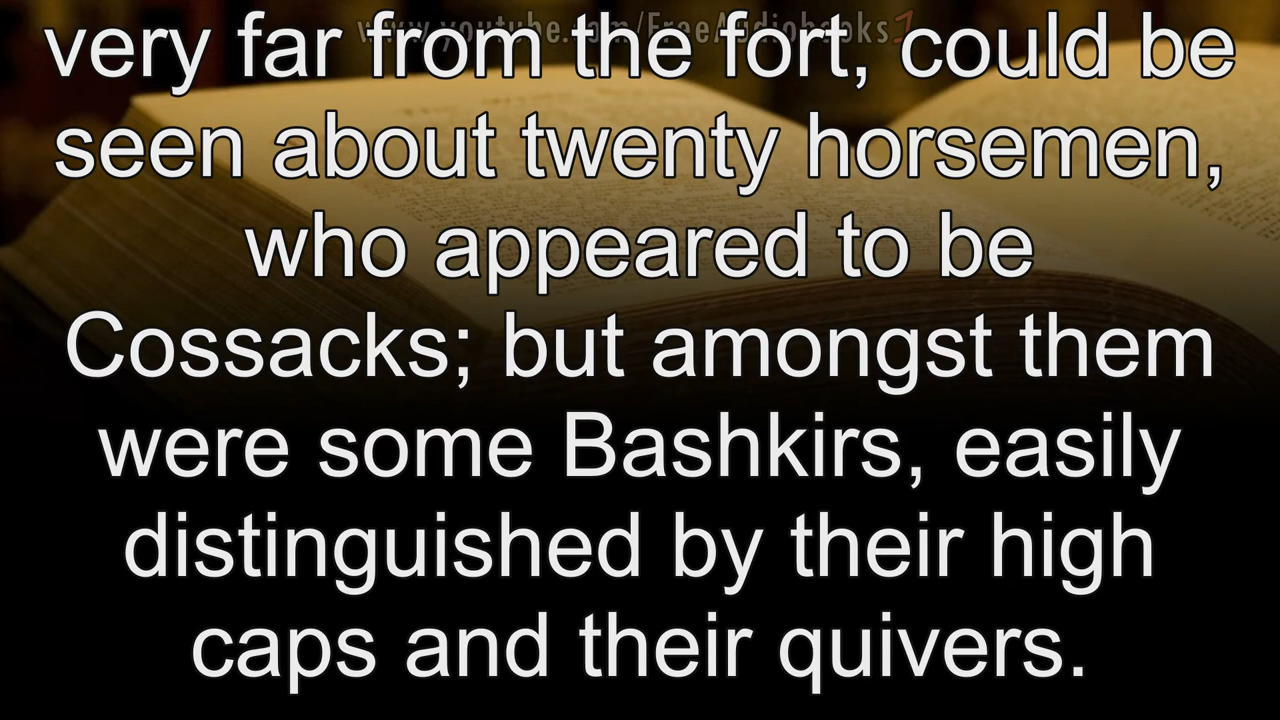 www.youtube.com/FreeAudiobooks1
very far from the fort, could be
seen about twenty horsemen,
who appeared to be
Cossacks; but amongst them
were some Bashkirs, easily
distinguished by their high
caps and their quivers.